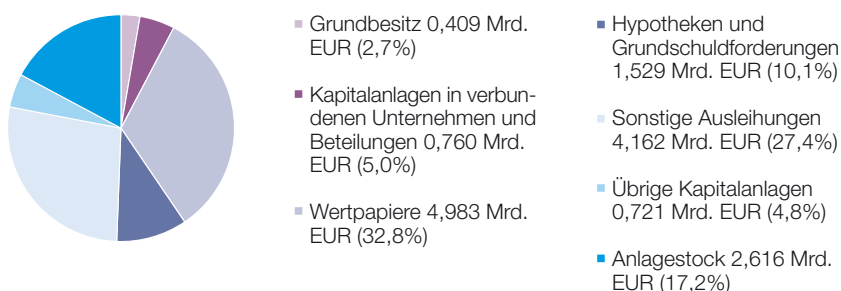 Grundbesitz 0,409 Mrd.
EUR (2,7%)
Kapitalanlagen in verbun-
denen Unternehmen und
Beteilungen 0,760 Mrd.
EUR (5,0%)
Wertpapiere 4,983 Mrd.
EUR (32,8%)
Hypotheken und
Grundschuldforderungen
1,529 Mrd. EUR (10,1%)
Sonstige Ausleihungen
4,162 Mrd. EUR (27,4%)
Übrige Kapitalanlagen
0,721 Mrd. EUR (4,8%)
Anlagestock 2,616 Mrd.
EUR (17,2%)